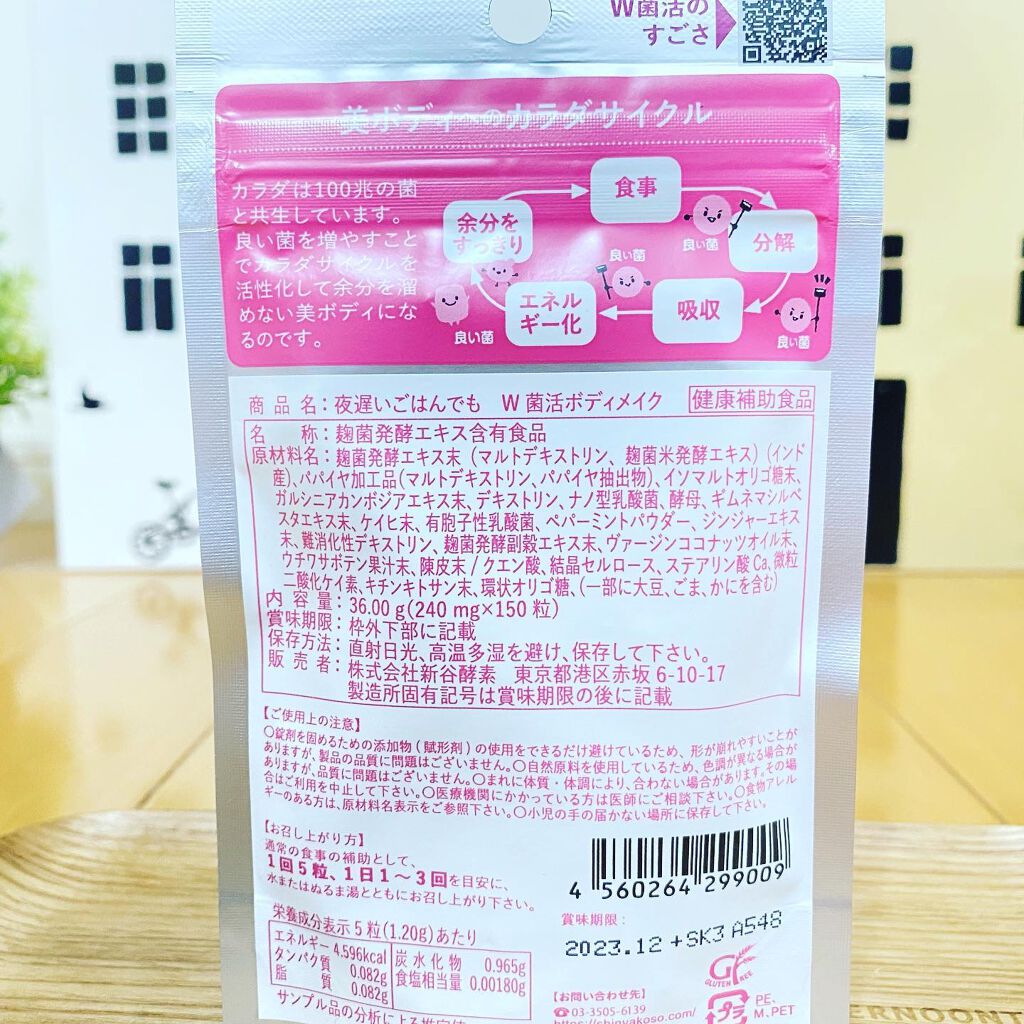 W菌活の
すごさ
美ボディーのカラダサイクル
カラダは100兆の菌
と共生しています。
良い菌を増やすこと
でカラダサイクルを
活性化して余分を溜
めない美ボディにな
るのです。
食事
良い菌
分解
良い菌
吸収
良い菌
エネル
ギー化
良い菌
余分を
すっきり
商品名:夜遅いごはんでも W菌活ボディメイク 健康補助食品
名称:麹菌発酵エキス含有食品
原材料名:麹菌発酵エキス末(マルトデキストリン、麹菌米発酵エキス)(インド
産)、パパイヤ加工品(マルトデキストリン、パパイヤ抽出物)、イソマルトオリゴ糖末、
ガルシニアカンボジアエキス末、デキストリン、ナノ型乳酸菌、酵母、ギムネマシルベ
スタエキス末、ケイヒ末、有胞子性乳酸菌、ペパーミントパウダー、ジンジャーエキス
末、難消化性デキストリン、麹菌発酵副穀エキス末、ヴァージンココナッツオイル末、
ウチワサボテン果汁末、陳皮末/クエン酸、結晶セルロース、ステアリン酸Ca、微粒
二酸化ケイ素、キチンキトサン末、環状オリゴ糖、(一部に大豆、ごま、かにを含む)
内容量:36.00g(240mg×150粒)
賞味期限:枠外下部に記載
保存方法:直射日光、高温多湿を避け、保存して下さい。
販売者:株式会社新谷酵素 東京都港区赤坂6-10-17
製造所固有記号は賞味期限の後に記載
【ご使用上の注意】
○錠剤を固めるための添加物(賦形剤)の使用をできるだけ避けているため、形が崩れやすいことが
ありますが、製品の品質に問題はございません。○自然原料を使用しているため、色調が異なる場合が
ありますが、品質に問題はございません。○まれに体質・体調により、合わない場合があります。その場
合はご利用を中止して下さい。○医療機関にかかっている方は医師にご相談下さい。○食物アレル
ギーのある方は、原材料名表示をご参照下さい。○小児の手の届かない場所に保存して下さい。
【お召し上がり方】
通常の食事の補助として、
1回5粒、1日1〜3回を目安に、
水またはぬるま湯とともにお召し上がり下さい。
栄養成分表示5粒(1.20g)あたり
エネルギー 4.596kcal
タンパク質 0.082g
脂質 0.082g
炭水化物 0.965g
食塩相当量 0.00180g
サンプル品の分析による推定値
4 560264 299009
賞味期限:
2023.12 +SK3 A548
GF
GLUTEN FREE
【お問い合わせ先】
☎03-3505-6139
https://shinyakoso.com/
プラ
PE、
M、PET
ERNOONT